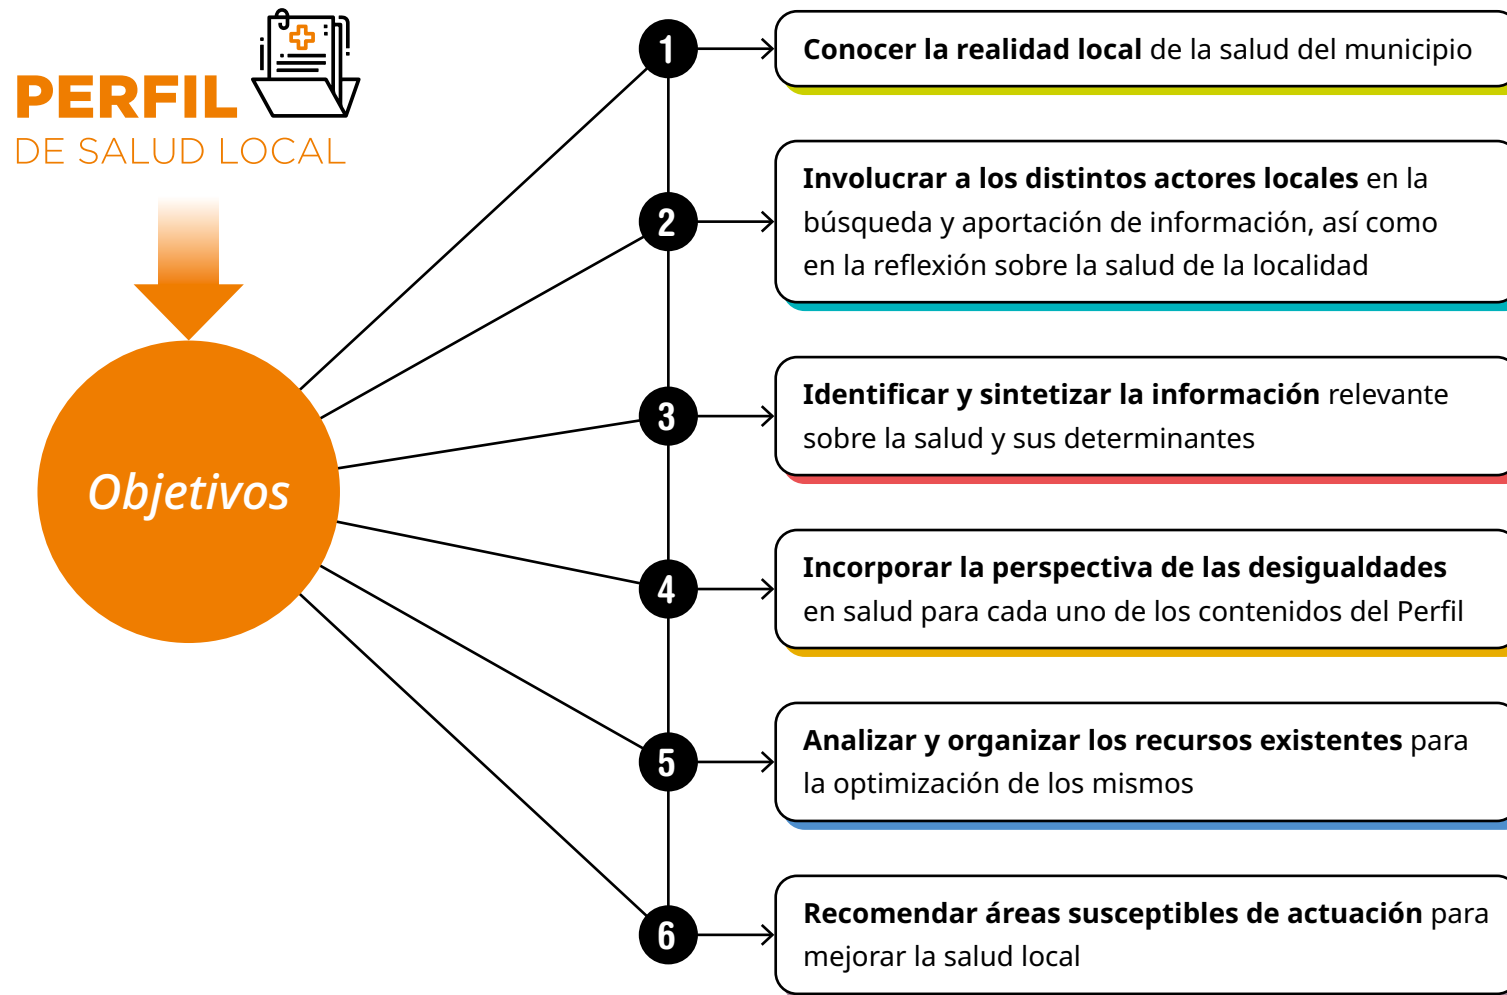 PERFIL
DE SALUD LOCAL
Objetivos
1
Conocer la realidad local de la salud del municipio
2
Involucrar a los distintos actores locales en la
búsqueda y aportación de información, así como
en la reflexión sobre la salud de la localidad
3
Identificar y sintetizar la información relevante
sobre la salud y sus determinantes
4
Incorporar la perspectiva de las desigualdades
en salud para cada uno de los contenidos del Perfil
5
Analizar y organizar los recursos existentes para
la optimización de los mismos
6
Recomendar áreas susceptibles de actuación para
mejorar la salud local